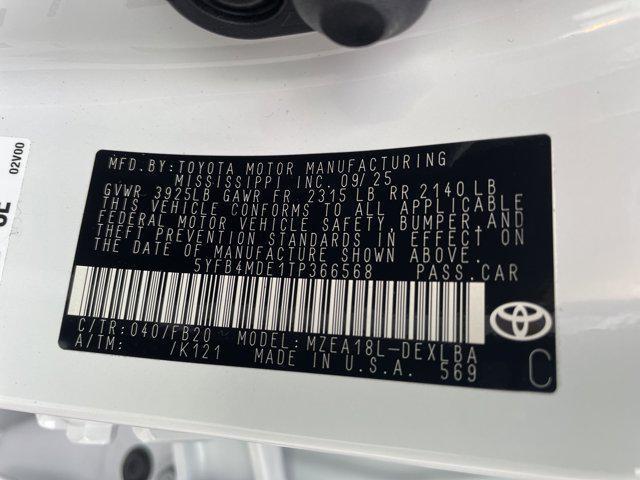 MFD.BY:TOYOTA MOTOR MANUFACTURING
MISSISSIPPI INC. 09/25
GVWR 3925LB GAWR FR 2315 LB RR 2140 LB
THIS VEHICLE CONFORMS TO ALL APPLICABLE
FEDERAL MOTOR VEHICLE SAFETY,BUMPER,AND
THEFT PREVENTION STANDARDS IN EFFECT ON
THE DATE OF MANUFACTURE SHOWN ABOVE.
5YFB4MDE1TP366568 PASS.CAR
C/TR:040/FB20 MODEL:MZEA18L-DEXLBA
A/TM: /K121 MADE IN U.S.A. 569
C
02V00